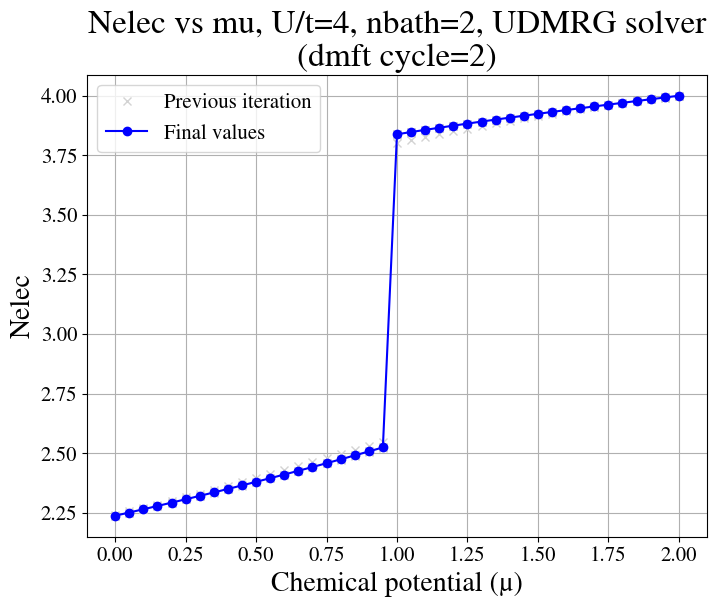 Nelec vs mu, U/t=4, nbath=2, UDMRG solver
(dmft cycle=2)
Previous iteration
Final values
4.00
3.75
3.50
3.25
3.00
2.75
2.50
2.25
Nelec
0.00 0.25 0.50 0.75 1.00 1.25 1.50 1.75 2.00
Chemical potential (μ)